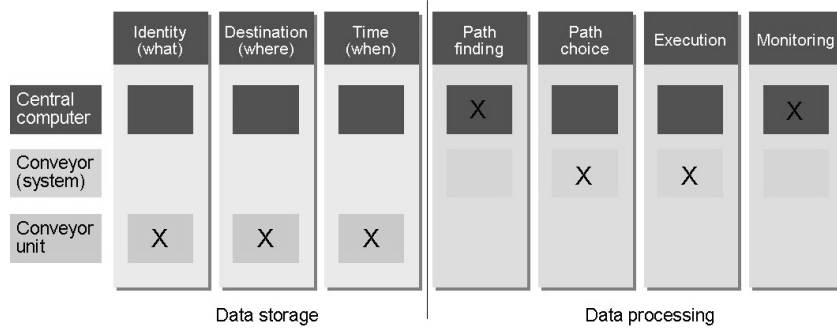 Identity
(what)
Destination
(where)
Time
(when)
Path
finding
Path
choice
Execution
Monitoring
Central
computer
X
X
Conveyor
(system)
X
X
Conveyor
unit
X
X
X
Data storage
Data processing